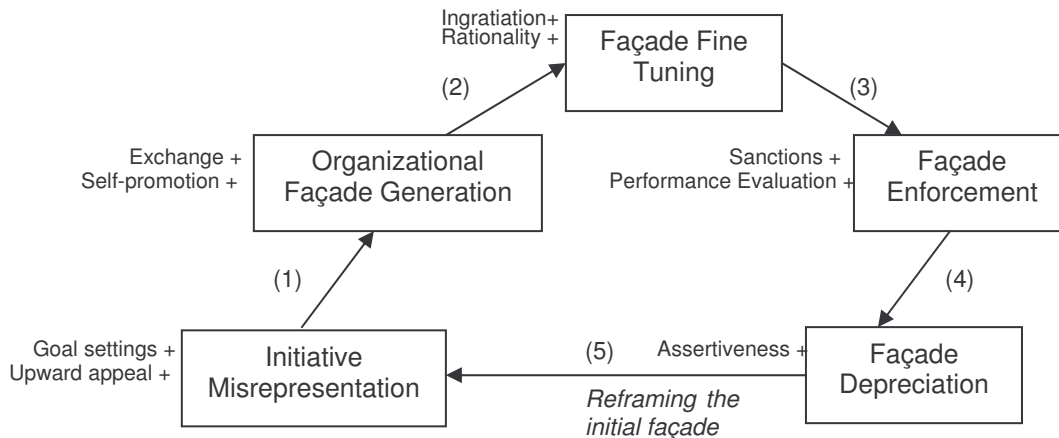 Ingratiation+
Rationality +
Façade Fine
Tuning
(2)
(3)
Exchange +
Self-promotion +
Organizational
Façade Generation
Sanctions +
Performance Evaluation +
Façade
Enforcement
(1)
(4)
Goal settings +
Upward appeal +
Initiative
Misrepresentation
(5)
Assertiveness +
Façade
Depreciation
Reframing the
initial façade